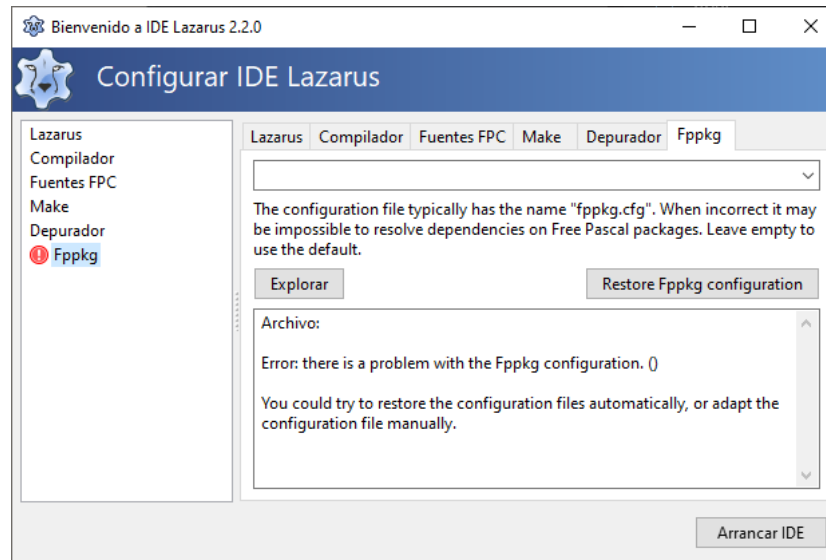 Bienvenido a IDE Lazarus 2.2.0
Configurar IDE Lazarus
Lazarus
Compilador
Fuentes FPC
Make
Depurador
Fppkg
Lazarus Compilador Fuentes FPC Make Depurador Fppkg
The configuration file typically has the name "fppkg.cfg". When incorrect it may
be impossible to resolve dependencies on Free Pascal packages. Leave empty to
use the default.
Explorar Restore Fppkg configuration
Archivo:
Error: there is a problem with the Fppkg configuration. ()
You could try to restore the configuration files automatically, or adapt the
configuration file manually.
Arrancar IDE